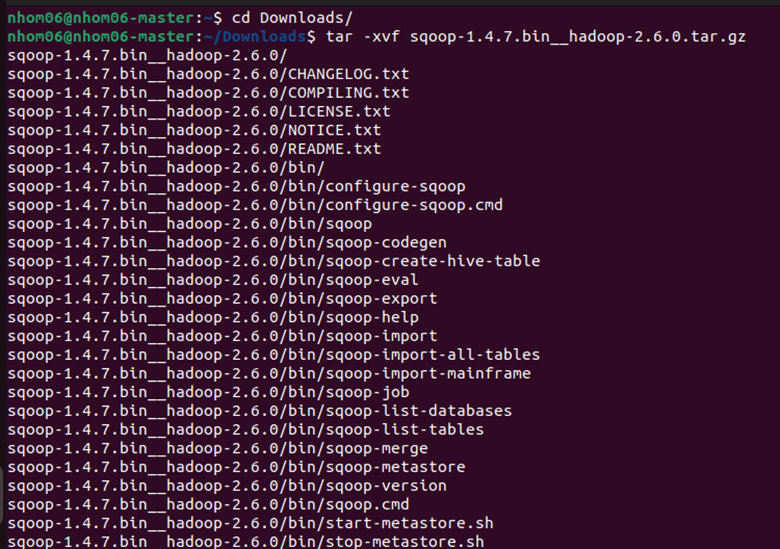 nhom06@nhom06-master:~$ cd Downloads/
nhom06@nhom06-master:~/Downloads$ tar -xvf sqoop-1.4.7.bin__hadoop-2.6.0.tar.gz
sqoop-1.4.7.bin__hadoop-2.6.0/
sqoop-1.4.7.bin__hadoop-2.6.0/CHANGELOG.txt
sqoop-1.4.7.bin__hadoop-2.6.0/COMPILING.txt
sqoop-1.4.7.bin__hadoop-2.6.0/LICENSE.txt
sqoop-1.4.7.bin__hadoop-2.6.0/NOTICE.txt
sqoop-1.4.7.bin__hadoop-2.6.0/README.txt
sqoop-1.4.7.bin__hadoop-2.6.0/bin/
sqoop-1.4.7.bin__hadoop-2.6.0/bin/configure-sqoop
sqoop-1.4.7.bin__hadoop-2.6.0/bin/configure-sqoop.cmd
sqoop-1.4.7.bin__hadoop-2.6.0/bin/sqoop
sqoop-1.4.7.bin__hadoop-2.6.0/bin/sqoop-codegen
sqoop-1.4.7.bin__hadoop-2.6.0/bin/sqoop-create-hive-table
sqoop-1.4.7.bin__hadoop-2.6.0/bin/sqoop-eval
sqoop-1.4.7.bin__hadoop-2.6.0/bin/sqoop-export
sqoop-1.4.7.bin__hadoop-2.6.0/bin/sqoop-help
sqoop-1.4.7.bin__hadoop-2.6.0/bin/sqoop-import
sqoop-1.4.7.bin__hadoop-2.6.0/bin/sqoop-import-all-tables
sqoop-1.4.7.bin__hadoop-2.6.0/bin/sqoop-import-mainframe
sqoop-1.4.7.bin__hadoop-2.6.0/bin/sqoop-job
sqoop-1.4.7.bin__hadoop-2.6.0/bin/sqoop-list-databases
sqoop-1.4.7.bin__hadoop-2.6.0/bin/sqoop-list-tables
sqoop-1.4.7.bin__hadoop-2.6.0/bin/sqoop-merge
sqoop-1.4.7.bin__hadoop-2.6.0/bin/sqoop-metastore
sqoop-1.4.7.bin__hadoop-2.6.0/bin/sqoop-version
sqoop-1.4.7.bin__hadoop-2.6.0/bin/sqoop.cmd
sqoop-1.4.7.bin__hadoop-2.6.0/bin/start-metastore.sh
sqoop-1.4.7.bin__hadoop-2.6.0/bin/stop-metastore.sh